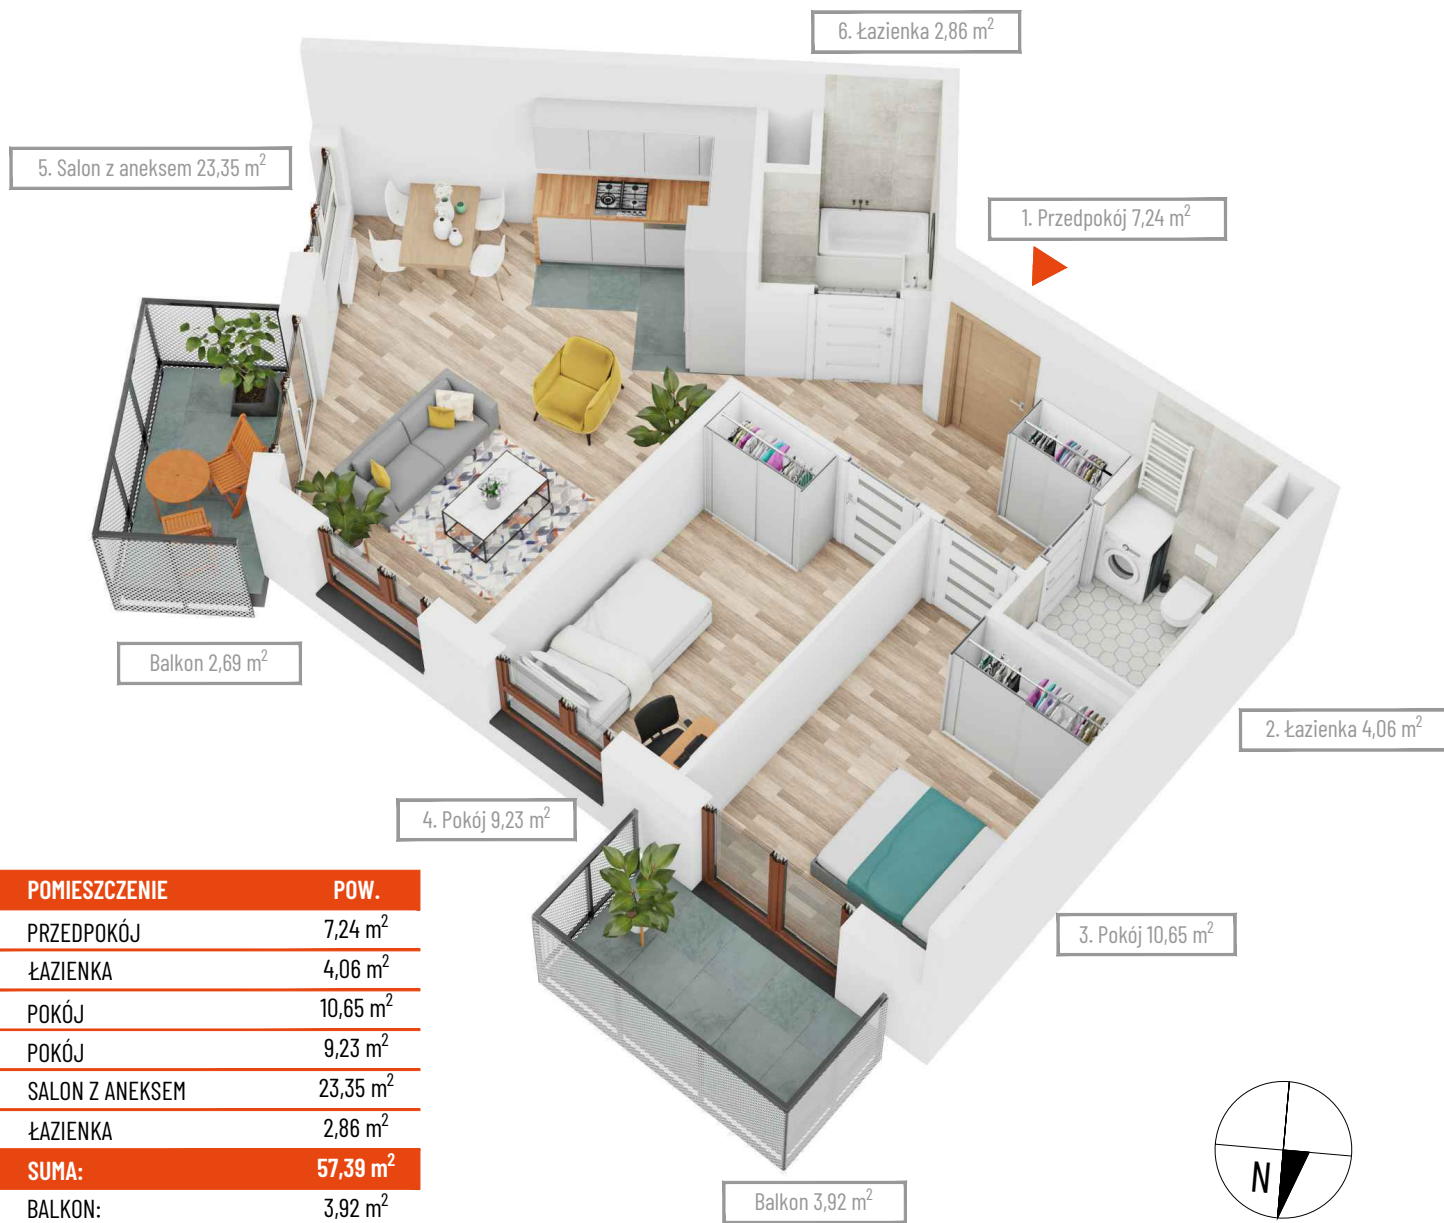 6. Łazienka 2,86 m²
5. Salon z aneksem 23,35 m²
1. Przedpokój 7,24 m²
Balkon 2,69 m²
2. Łazienka 4,06 m²
4. Pokój 9,23 m²
3. Pokój 10,65 m²
Balkon 3,92 m²
POMIESZCZENIE POW.
PRZEDPOKÓJ 7,24 m²
ŁAZIENKA 4,06 m²
POKÓJ 10,65 m²
POKÓJ 9,23 m²
SALON Z ANEKSEM 23,35 m²
ŁAZIENKA 2,86 m²
SUMA: 57,39 m²
BALKON: 3,92 m²
N